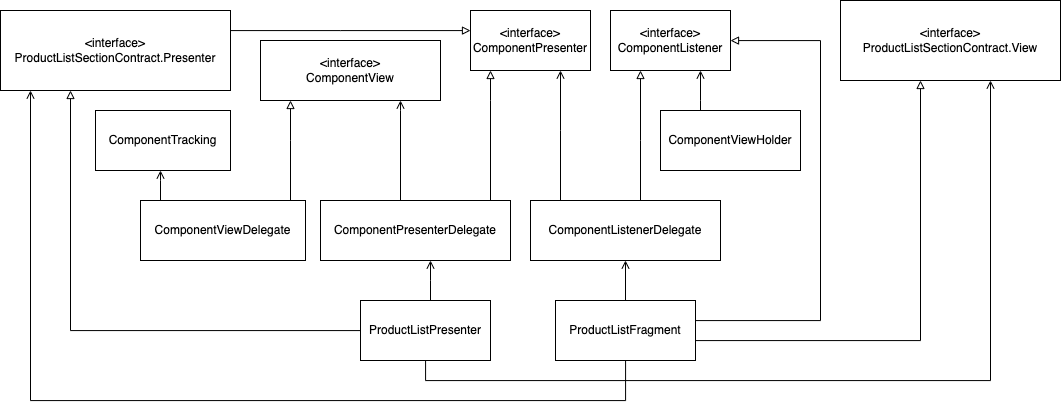 <interface>
ProductListSectionContract.Presenter
<interface>
ComponentView
<interface>
ComponentPresenter
<interface>
ComponentListener
<interface>
ProductListSectionContract.View
ComponentTracking
ComponentViewHolder
ComponentViewDelegate
ComponentPresenterDelegate
ComponentListenerDelegate
ProductListPresenter
ProductListFragment